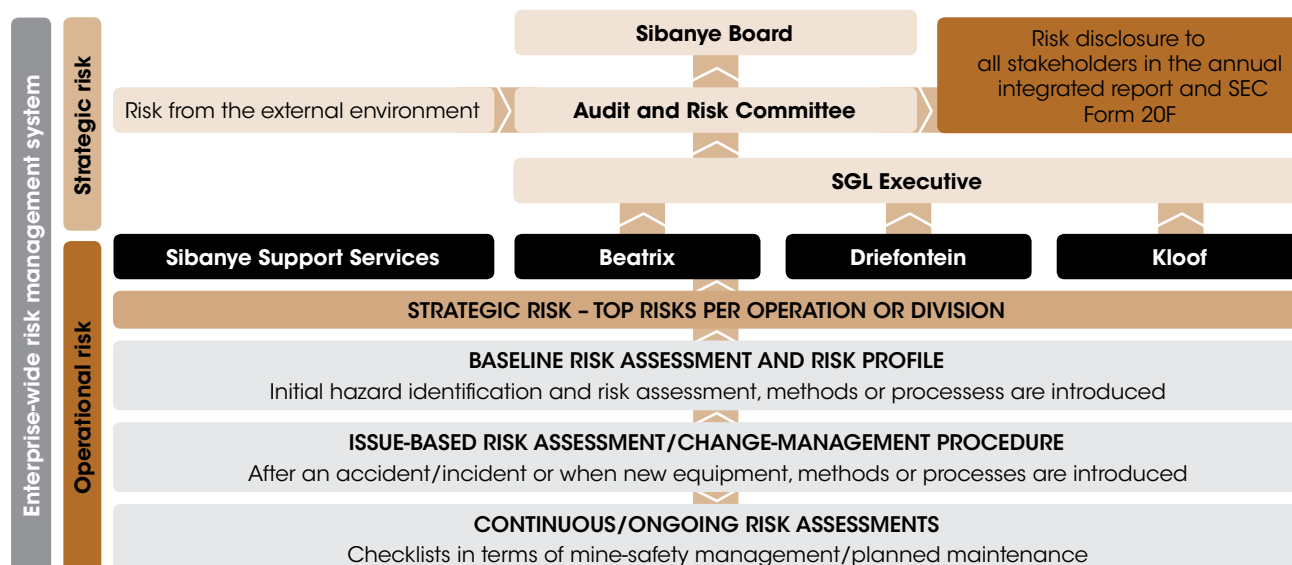 Enterprise-wide risk management system
Strategic risk
Sibanye Board
Risk disclosure to
all stakeholders in the annual
integrated report and SEC
Form 20F
Risk from the external environment
Audit and Risk Committee
SGL Executive
Operational risk
Sibanye Support Services
Beatrix
Driefontein
Kloof
STRATEGIC RISK – TOP RISKS PER OPERATION OR DIVISION
BASELINE RISK ASSESSMENT AND RISK PROFILE
Initial hazard identification and risk assessment, methods or processess are introduced
ISSUE-BASED RISK ASSESSMENT/CHANGE-MANAGEMENT PROCEDURE
After an accident/incident or when new equipment, methods or processes are introduced
CONTINUOUS/ONGOING RISK ASSESSMENTS
Checklists in terms of mine-safety management/planned maintenance